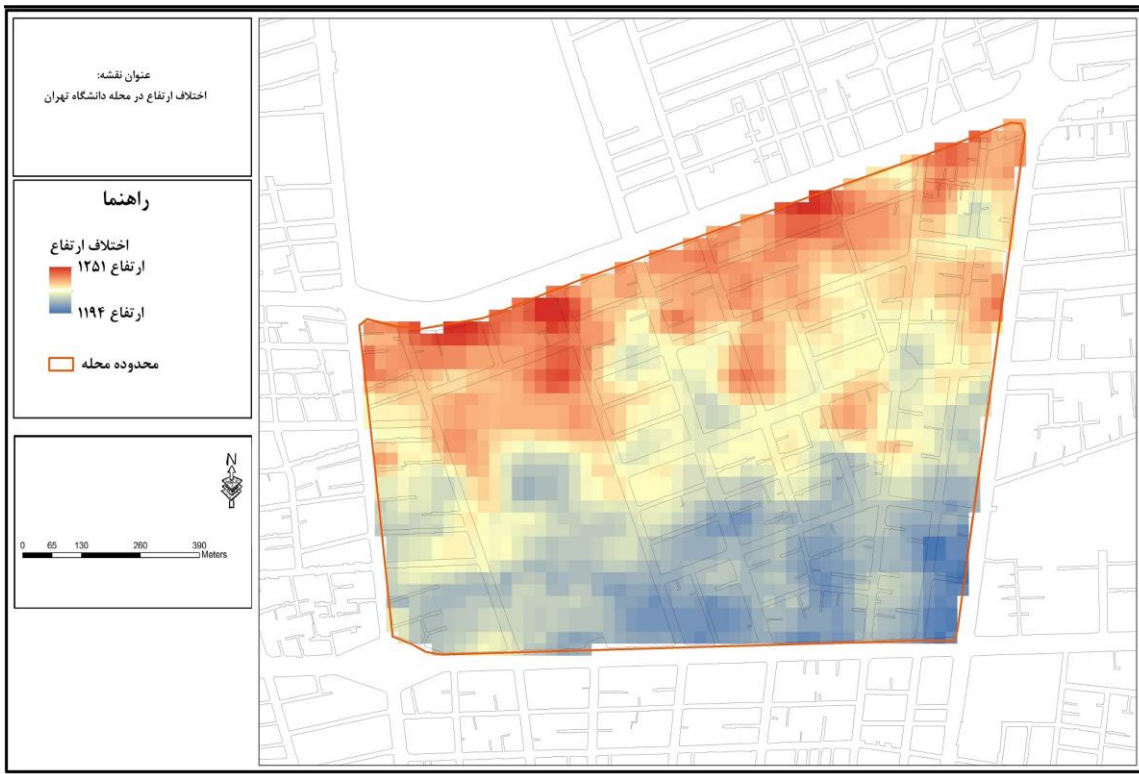 عنوان نقشه:
اختلاف ارتفاع در محله دانشگاه تهران
راهنما
اختلاف ارتفاع
ارتفاع ۱۲۵۱
ارتفاع ۱۱۹۴
محدوده محله
N
0 65 130 260 390
Meters